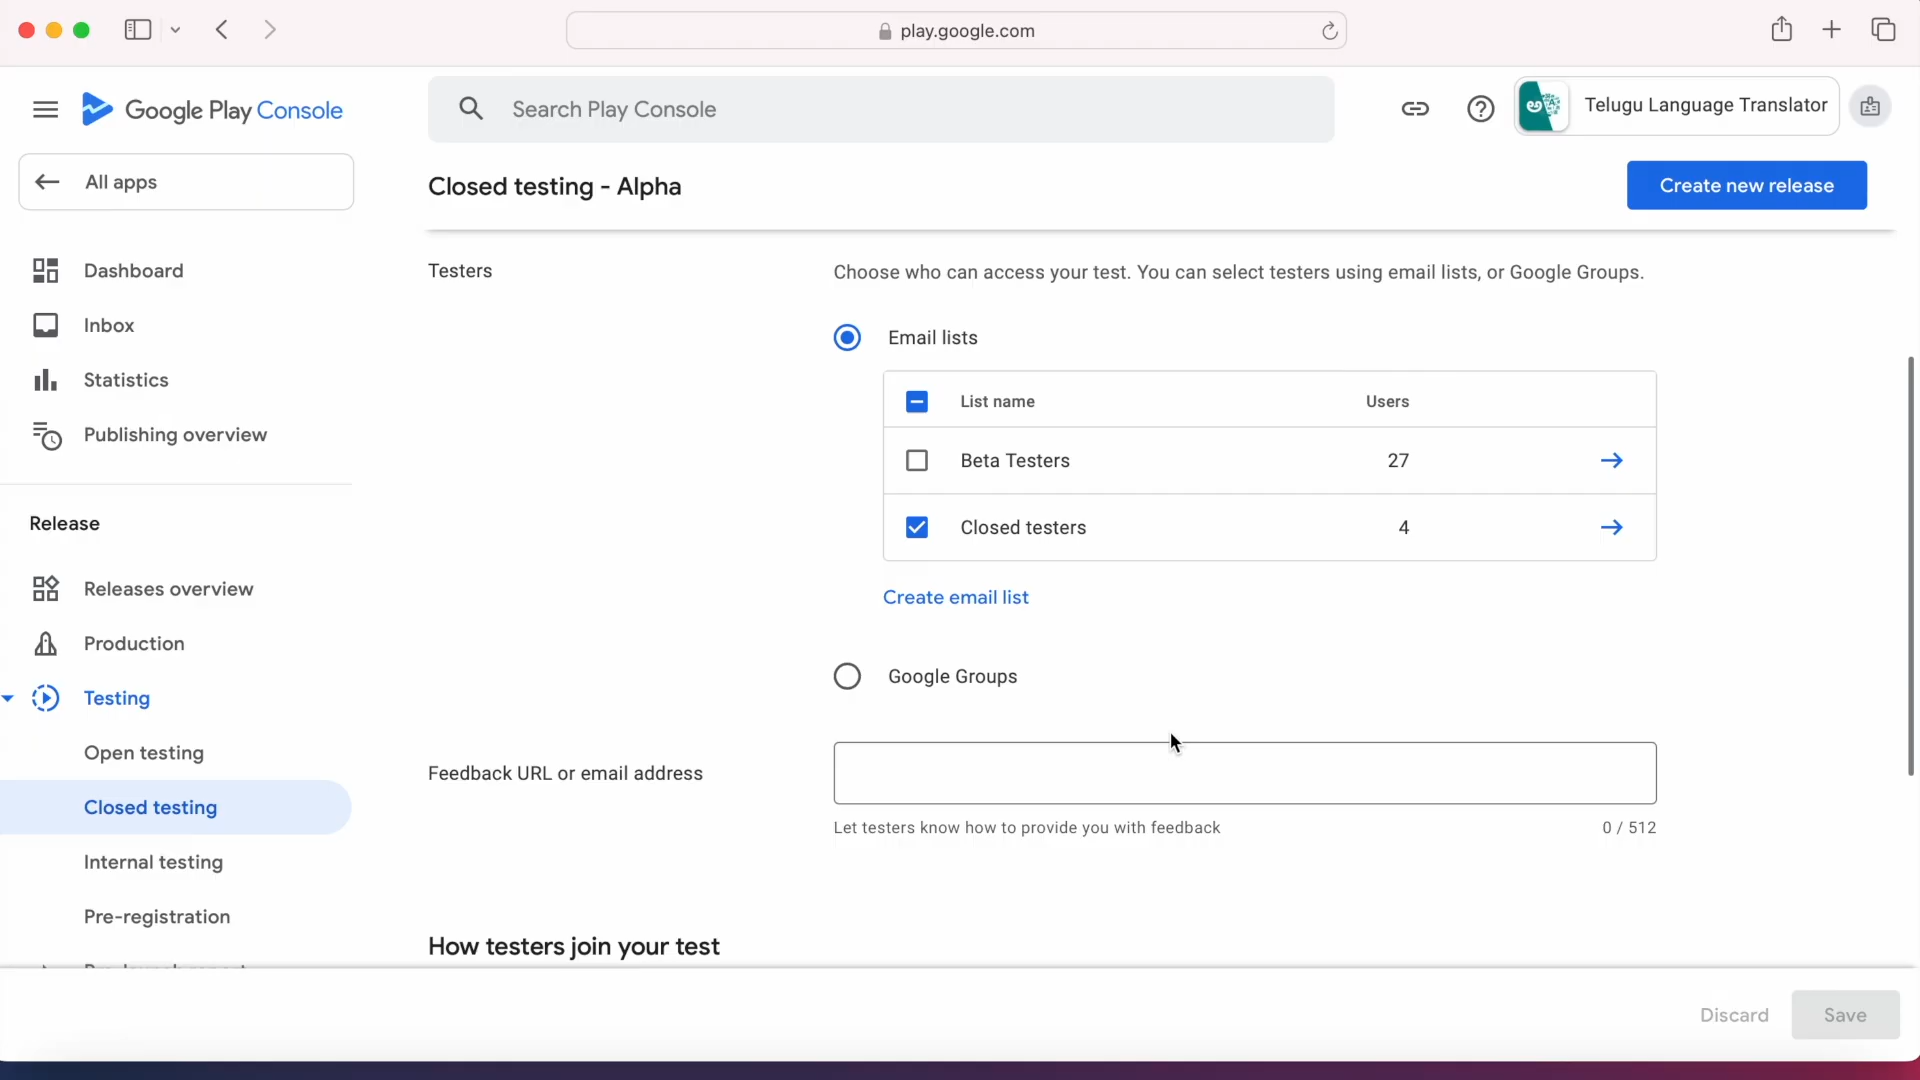 play.google.com
Google Play Console
Search Play Console
Telugu Language Translator
All apps
Closed testing - Alpha
Create new release
Dashboard
Inbox
Statistics
Publishing overview
Release
Releases overview
Production
Testing
Open testing
Closed testing
Internal testing
Pre-registration
Testers
Choose who can access your test. You can select testers using email lists, or Google Groups.
Email lists
List name Users
Beta Testers 27
Closed testers 4
Create email list
Google Groups
Feedback URL or email address
Let testers know how to provide you with feedback 0 / 512
How testers join your test
Discard Save